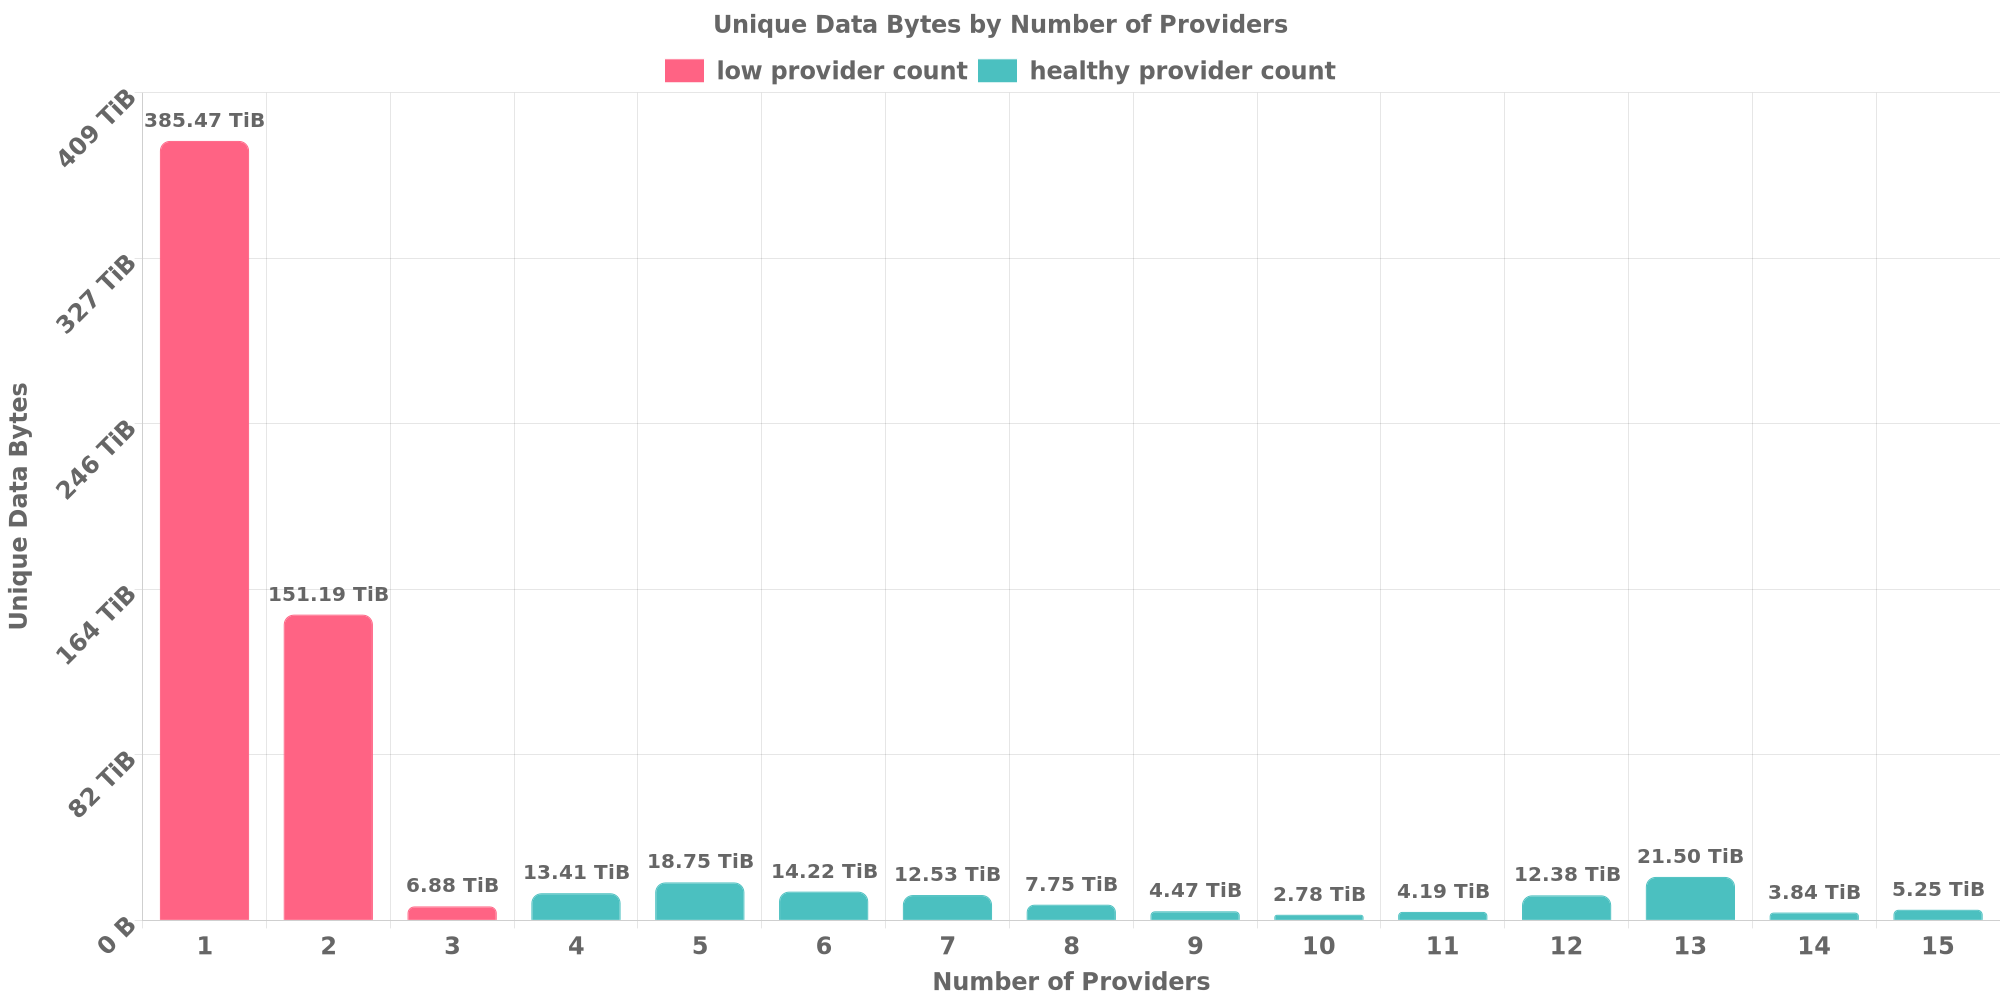 Unique Data Bytes by Number of Providers
low provider count healthy provider count
Unique Data Bytes
409 TiB
327 TiB
246 TiB
164 TiB
82 TiB
0 B
385.47 TiB
151.19 TiB
6.88 TiB
13.41 TiB
18.75 TiB
14.22 TiB
12.53 TiB
7.75 TiB
4.47 TiB
2.78 TiB
4.19 TiB
12.38 TiB
21.50 TiB
3.84 TiB
5.25 TiB
1 2 3 4 5 6 7 8 9 10 11 12 13 14 15
Number of Providers